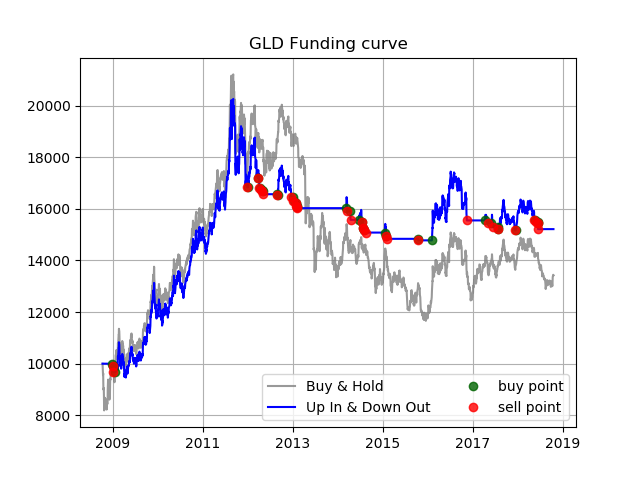 GLD Funding curve
20000
18000
16000
14000
12000
10000
8000
2009 2011 2013 2015 2017 2019
Buy & Hold
Up In & Down Out
buy point
sell point